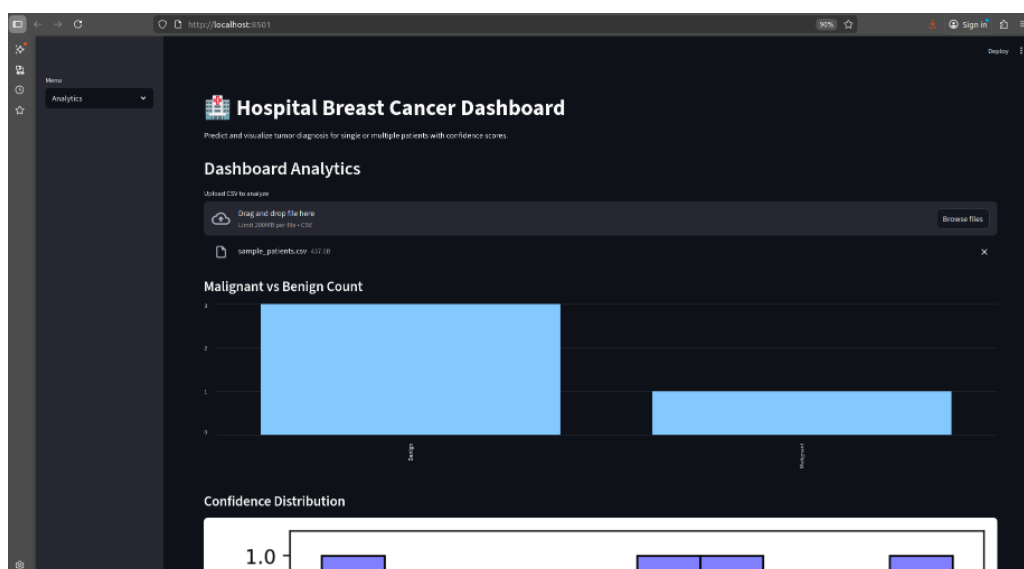 http://localhost:8501
90%
Sign in
Deploy
Menu
Analytics
Hospital Breast Cancer Dashboard
Predict and visualize tumor diagnosis for single or multiple patients with confidence scores.
Dashboard Analytics
Upload CSV to analyze
Drag and drop file here
Limit 200MB per file • CSV
Browse files
sample_patients.csv 437.0B
Malignant vs Benign Count
3
2
1
0
Benign
Malignant
Confidence Distribution
1.0